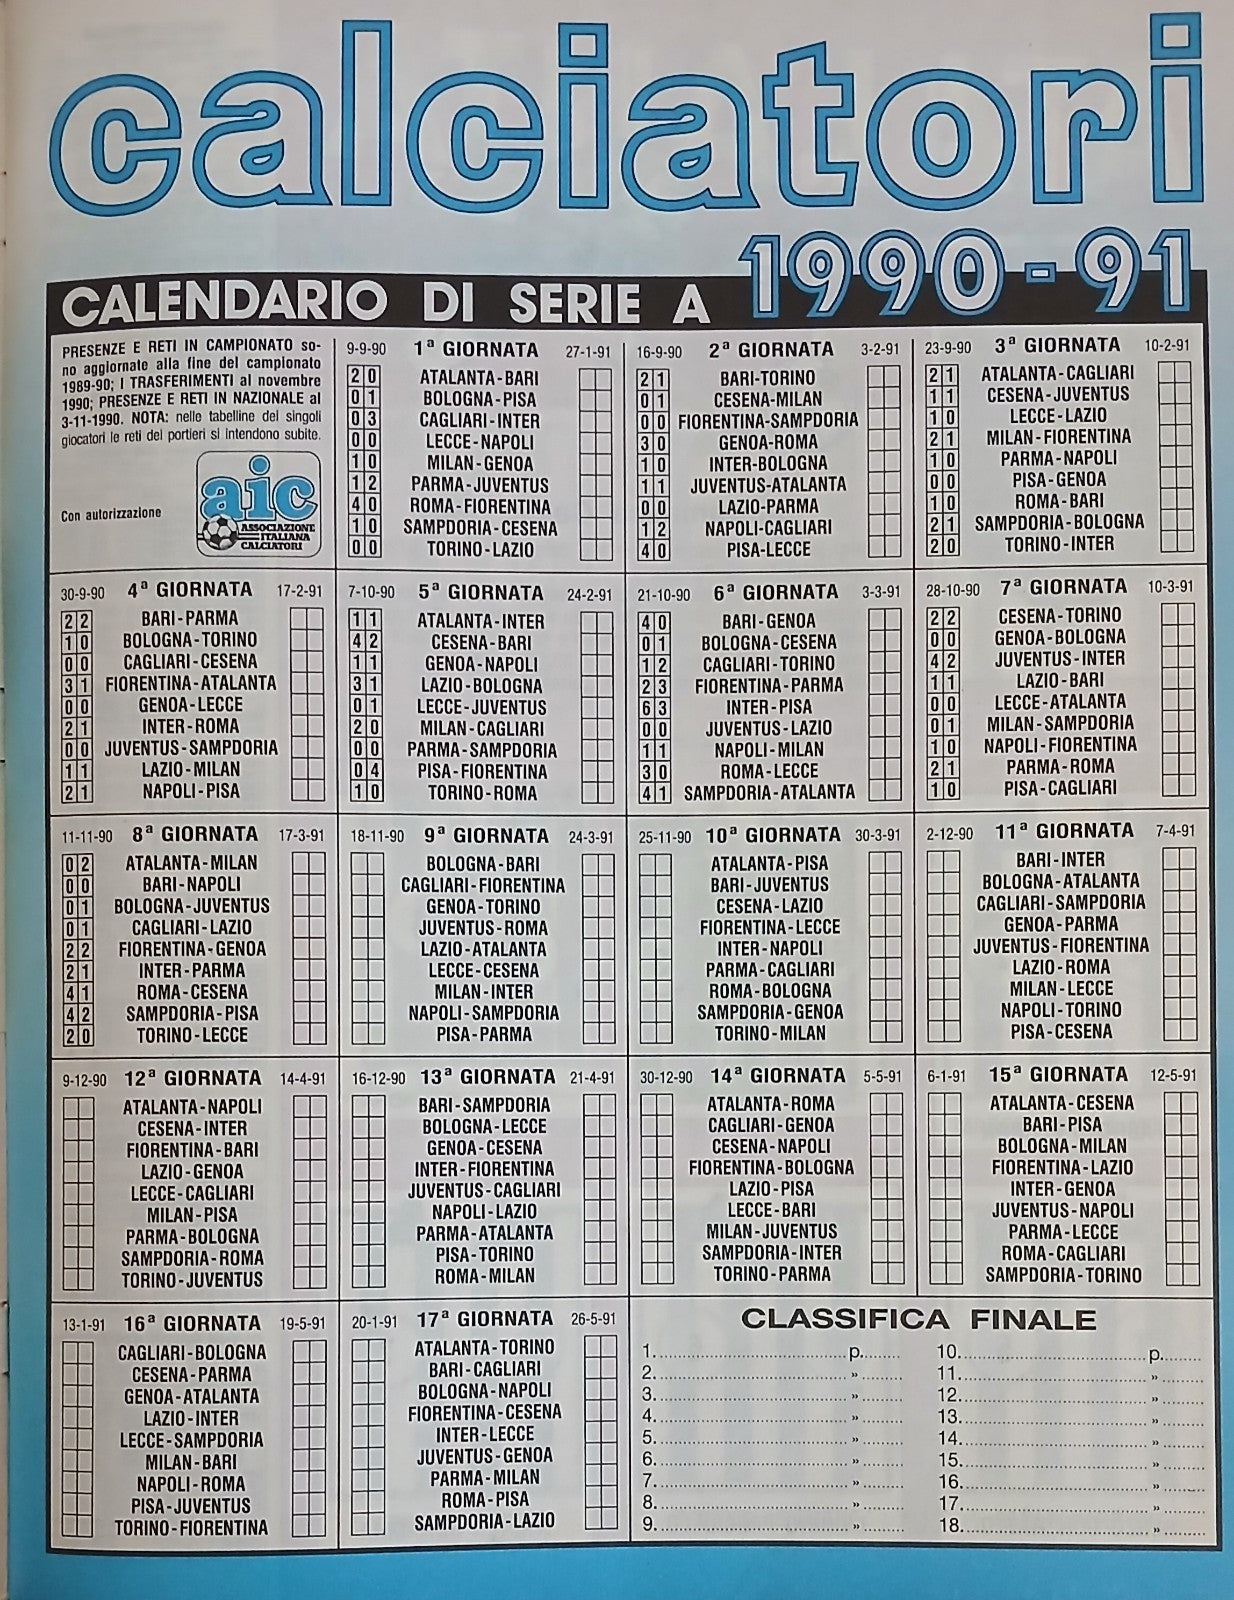 calciatori
1990-91
CALENDARIO DI SERIE A
PRESENZE E RETI IN CAMPIONATO so-
no aggiornate alla fine del campionato
1989-90; I TRASFERIMENTI al novembre
1990; PRESENZE E RETI IN NAZIONALE al
3-11-1990. NOTA: nelle tabelline dei singoli
giocatori le reti dei portieri si intendono subite.
Con autorizzazione
aic
ASSOCIAZIONE
ITALIANA
CALCIATORI
9-9-90 1ª GIORNATA 27-1-91
2 0 ATALANTA-BARI
0 1 BOLOGNA-PISA
0 3 CAGLIARI-INTER
0 0 LECCE-NAPOLI
1 0 MILAN-GENOA
1 2 PARMA-JUVENTUS
4 0 ROMA-FIORENTINA
1 0 SAMPDORIA-CESENA
0 0 TORINO-LAZIO
16-9-90 2ª GIORNATA 3-2-91
2 1 BARI-TORINO
0 1 CESENA-MILAN
0 0 FIORENTINA-SAMPDORIA
3 0 GENOA-ROMA
1 0 INTER-BOLOGNA
1 1 JUVENTUS-ATALANTA
0 0 LAZIO-PARMA
1 2 NAPOLI-CAGLIARI
4 0 PISA-LECCE
23-9-90 3ª GIORNATA 10-2-91
2 1 ATALANTA-CAGLIARI
1 1 CESENA-JUVENTUS
1 0 LECCE-LAZIO
2 1 MILAN-FIORENTINA
1 0 PARMA-NAPOLI
0 0 PISA-GENOA
1 0 ROMA-BARI
2 1 SAMPDORIA-BOLOGNA
2 0 TORINO-INTER
30-9-90 4ª GIORNATA 17-2-91
2 2 BARI-PARMA
1 0 BOLOGNA-TORINO
0 0 CAGLIARI-CESENA
3 1 FIORENTINA-ATALANTA
0 0 GENOA-LECCE
2 1 INTER-ROMA
0 0 JUVENTUS-SAMPDORIA
1 1 LAZIO-MILAN
2 1 NAPOLI-PISA
7-10-90 5ª GIORNATA 24-2-91
1 1 ATALANTA-INTER
4 2 CESENA-BARI
1 1 GENOA-NAPOLI
3 1 LAZIO-BOLOGNA
0 1 LECCE-JUVENTUS
2 0 MILAN-CAGLIARI
0 0 PARMA-SAMPDORIA
0 4 PISA-FIORENTINA
1 0 TORINO-ROMA
21-10-90 6ª GIORNATA 3-3-91
4 0 BARI-GENOA
0 1 BOLOGNA-CESENA
1 2 CAGLIARI-TORINO
2 3 FIORENTINA-PARMA
6 3 INTER-PISA
0 0 JUVENTUS-LAZIO
1 1 NAPOLI-MILAN
3 0 ROMA-LECCE
4 1 SAMPDORIA-ATALANTA
28-10-90 7ª GIORNATA 10-3-91
2 2 CESENA-TORINO
0 0 GENOA-BOLOGNA
4 2 JUVENTUS-INTER
1 1 LAZIO-BARI
0 0 LECCE-ATALANTA
0 1 MILAN-SAMPDORIA
1 0 NAPOLI-FIORENTINA
2 1 PARMA-ROMA
1 0 PISA-CAGLIARI
11-11-90 8ª GIORNATA 17-3-91
0 2 ATALANTA-MILAN
0 0 BARI-NAPOLI
0 1 BOLOGNA-JUVENTUS
0 1 CAGLIARI-LAZIO
2 2 FIORENTINA-GENOA
2 1 INTER-PARMA
4 1 ROMA-CESENA
4 2 SAMPDORIA-PISA
2 0 TORINO-LECCE
18-11-90 9ª GIORNATA 24-3-91
BOLOGNA-BARI
CAGLIARI-FIORENTINA
GENOA-TORINO
JUVENTUS-ROMA
LAZIO-ATALANTA
LECCE-CESENA
MILAN-INTER
NAPOLI-SAMPDORIA
PISA-PARMA
25-11-90 10ª GIORNATA 30-3-91
ATALANTA-PISA
BARI-JUVENTUS
CESENA-LAZIO
FIORENTINA-LECCE
INTER-NAPOLI
PARMA-CAGLIARI
ROMA-BOLOGNA
SAMPDORIA-GENOA
TORINO-MILAN
2-12-90 11ª GIORNATA 7-4-91
BARI-INTER
BOLOGNA-ATALANTA
CAGLIARI-SAMPDORIA
GENOA-PARMA
JUVENTUS-FIORENTINA
LAZIO-ROMA
MILAN-LECCE
NAPOLI-TORINO
PISA-CESENA
9-12-90 12ª GIORNATA 14-4-91
ATALANTA-NAPOLI
CESENA-INTER
FIORENTINA-BARI
LAZIO-GENOA
LECCE-CAGLIARI
MILAN-PISA
PARMA-BOLOGNA
SAMPDORIA-ROMA
TORINO-JUVENTUS
16-12-90 13ª GIORNATA 21-4-91
BARI-SAMPDORIA
BOLOGNA-LECCE
GENOA-CESENA
INTER-FIORENTINA
JUVENTUS-CAGLIARI
NAPOLI-LAZIO
PARMA-ATALANTA
PISA-TORINO
ROMA-MILAN
30-12-90 14ª GIORNATA 5-5-91
ATALANTA-ROMA
CAGLIARI-GENOA
CESENA-NAPOLI
FIORENTINA-BOLOGNA
LAZIO-PISA
LECCE-BARI
MILAN-JUVENTUS
SAMPDORIA-INTER
TORINO-PARMA
6-1-91 15ª GIORNATA 12-5-91
ATALANTA-CESENA
BARI-PISA
BOLOGNA-MILAN
FIORENTINA-LAZIO
INTER-GENOA
JUVENTUS-NAPOLI
PARMA-LECCE
ROMA-CAGLIARI
SAMPDORIA-TORINO
13-1-91 16ª GIORNATA 19-5-91
CAGLIARI-BOLOGNA
CESENA-PARMA
GENOA-ATALANTA
LAZIO-INTER
LECCE-SAMPDORIA
MILAN-BARI
NAPOLI-ROMA
PISA-JUVENTUS
TORINO-FIORENTINA
20-1-91 17ª GIORNATA 26-5-91
ATALANTA-TORINO
BARI-CAGLIARI
BOLOGNA-NAPOLI
FIORENTINA-CESENA
INTER-LECCE
JUVENTUS-GENOA
PARMA-MILAN
ROMA-PISA
SAMPDORIA-LAZIO
CLASSIFICA FINALE
1. p.
2. »
3. »
4. »
5. »
6. »
7. »
8. »
9. »
10. p.
11. »
12. »
13. »
14. »
15. »
16. »
17. »
18. »